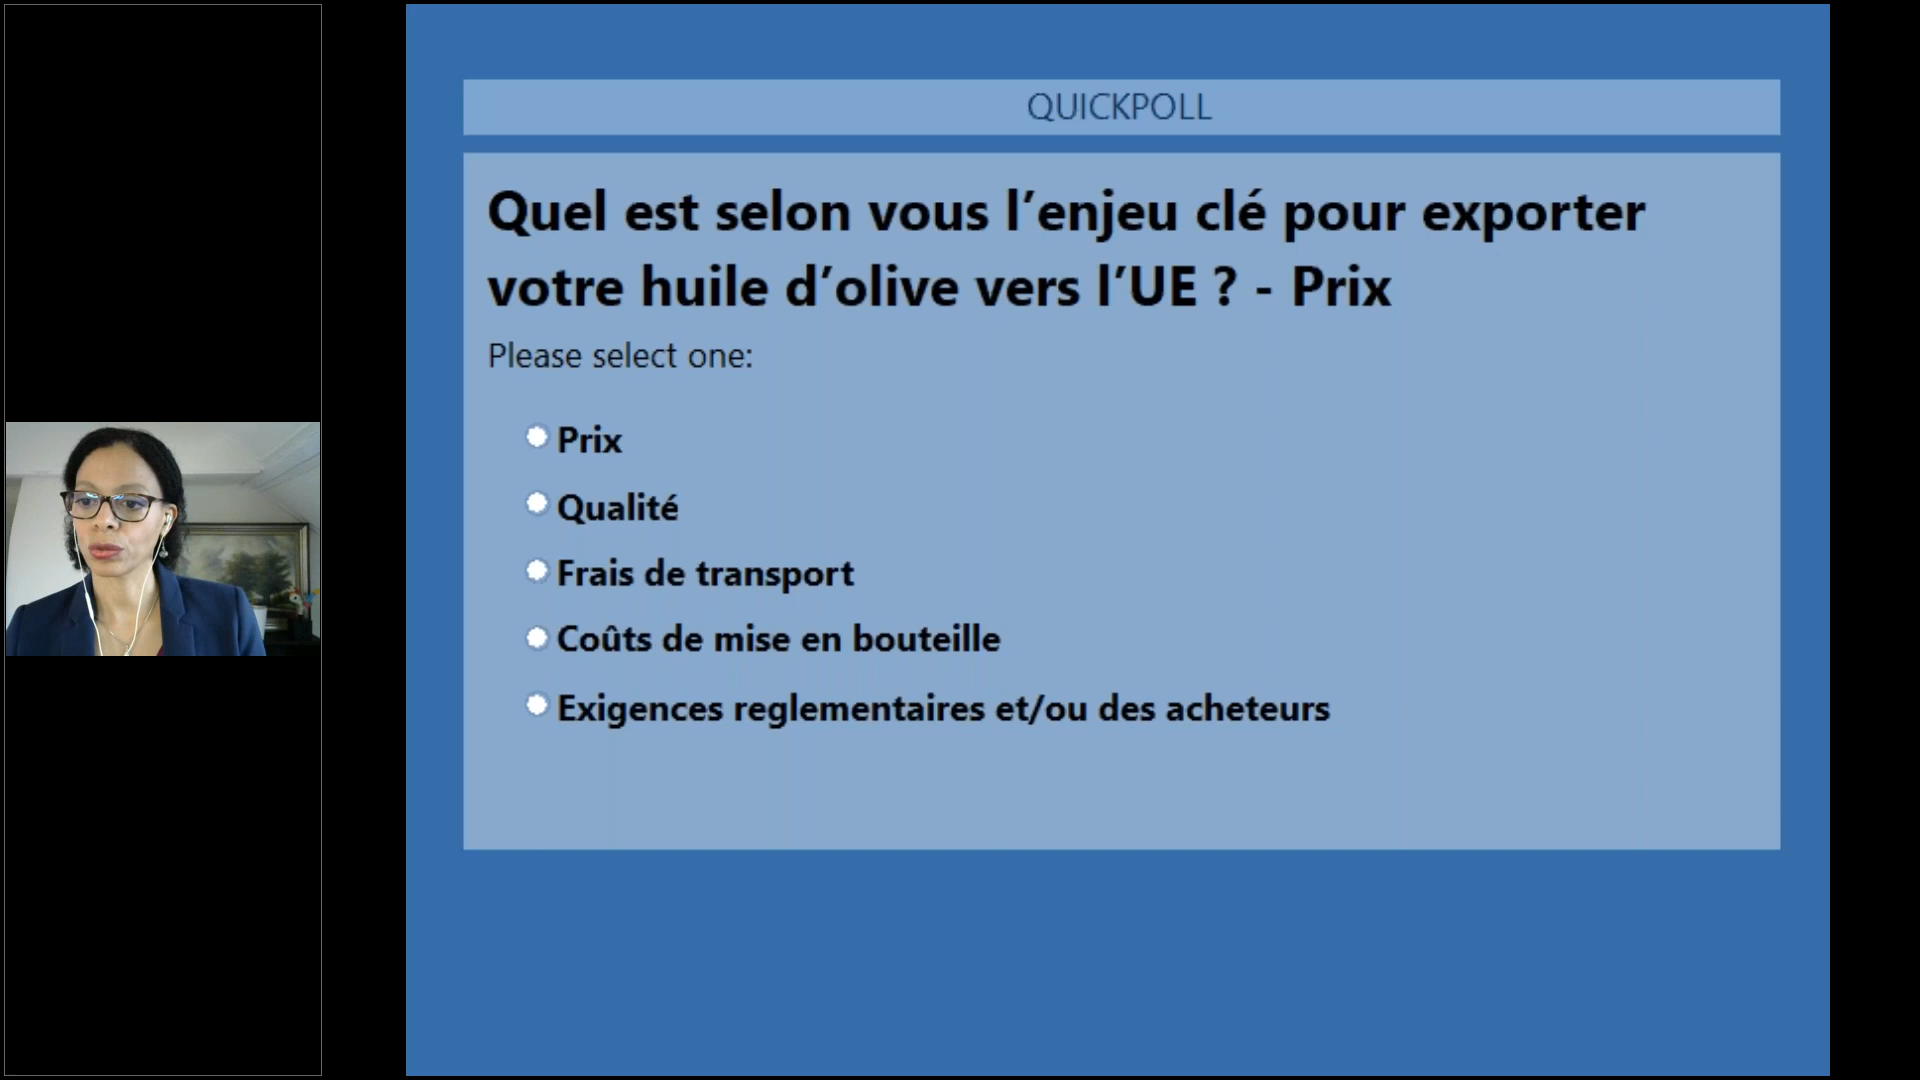 QUICKPOLL
Quel est selon vous l’enjeu clé pour exporter
votre huile d’olive vers l’UE ? - Prix
Please select one:
Prix
Qualité
Frais de transport
Coûts de mise en bouteille
Exigences reglementaires et/ou des acheteurs